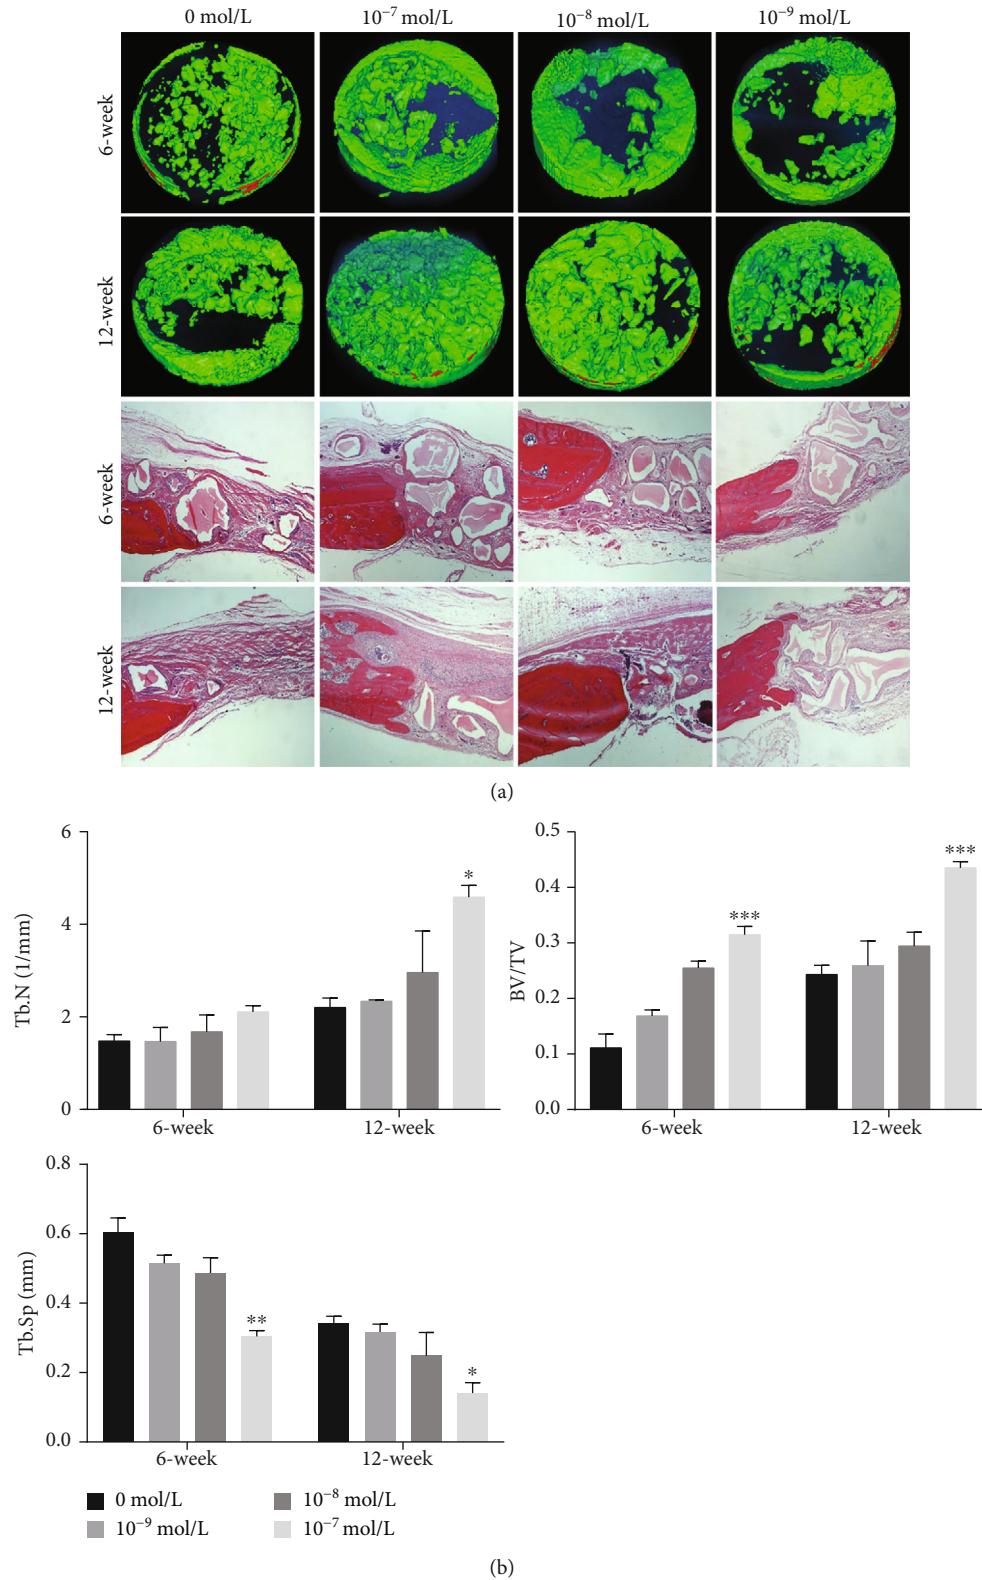 0 mol/L 10⁻⁷ mol/L 10⁻⁸ mol/L 10⁻⁹ mol/L
6-week
12-week
6-week
12-week
(a)
Tb.N (1/mm)
6
4
2
0
*
6-week 12-week
BV/TV
0.5
0.4
0.3
0.2
0.1
0.0
***
***
6-week 12-week
Tb.Sp (mm)
0.8
0.6
0.4
0.2
0.0
**
*
6-week 12-week
0 mol/L 10⁻⁸ mol/L
10⁻⁹ mol/L 10⁻⁷ mol/L
(b)